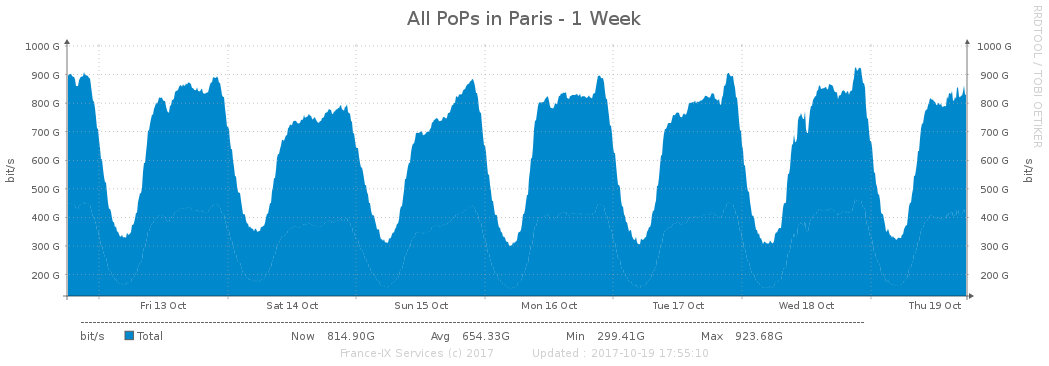 All PoPs in Paris - 1 Week
RRDTOOL / TOBI OETIKER
1000 G 1000 G
900 G 900 G
800 G 800 G
700 G 700 G
600 G 600 G
500 G 500 G
400 G 400 G
300 G 300 G
200 G 200 G
bit/s bit/s
Fri 13 Oct Sat 14 Oct Sun 15 Oct Mon 16 Oct Tue 17 Oct Wed 18 Oct Thu 19 Oct
bit/s Total Now 814.90G Avg 654.33G Min 299.41G Max 923.68G
France-IX Services (c) 2017 Updated : 2017-10-19 17:55:10